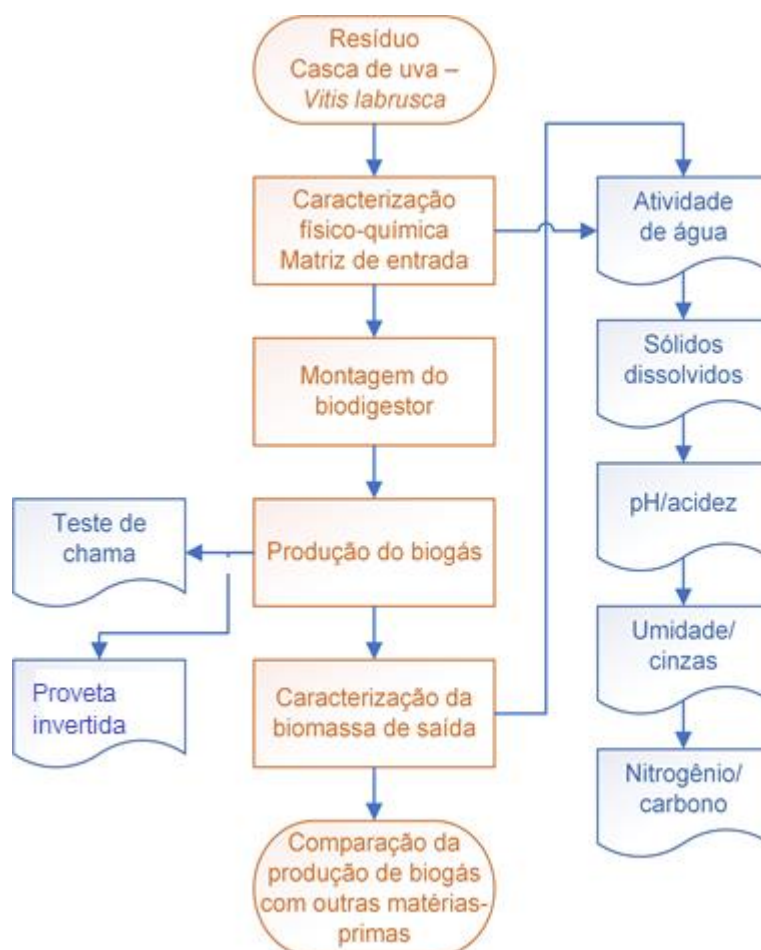 Resíduo
Casca de uva –
Vitis labrusca
Caracterização
físico-química
Matriz de entrada
Atividade
de água
Montagem do
biodigestor
Sólidos
dissolvidos
Teste de
chama
Produção do biogás
pH/acidez
Proveta
invertida
Caracterização da
biomassa de saída
Umidade/
cinzas
Nitrogênio/
carbono
Comparação da
produção de biogás
com outras matérias-
primas